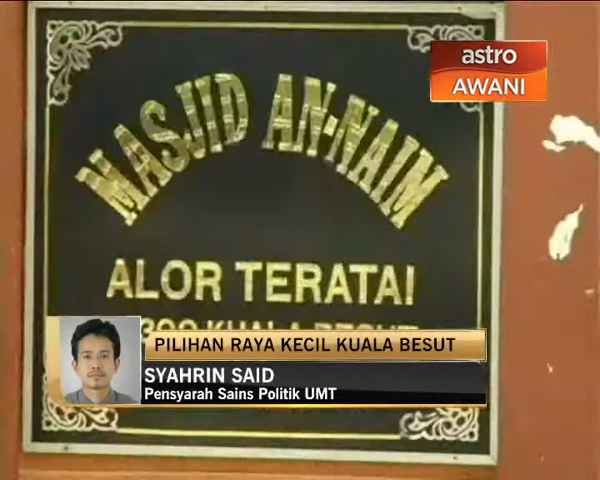 astro
AWANI
MASJID AN-NAIM
ALOR TERATAI
PILIHAN RAYA KECIL KUALA BESUT
SYAHRIN SAID
Pensyarah Sains Politik UMT